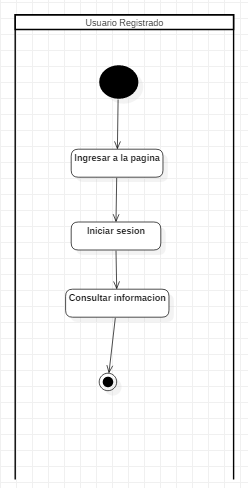 Usuario Registrado
Ingresar a la pagina
Iniciar sesion
Consultar informacion